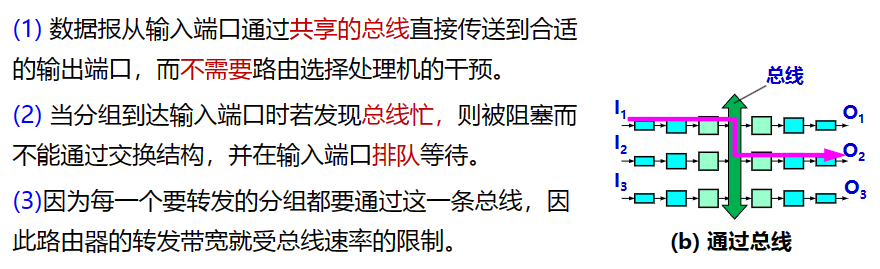 (1) 数据报从输入端口通过共享的总线直接传送到合适
的输出端口，而不需要路由选择处理机的干预。
(2) 当分组到达输入端口时若发现总线忙，则被阻塞而
不能通过交换结构，并在输入端口排队等待。
(3)因为每一个要转发的分组都要通过这一条总线，因
此路由器的转发带宽就受总线速率的限制。
总线
I1 O1
I2 O2
I3 O3
(b) 通过总线